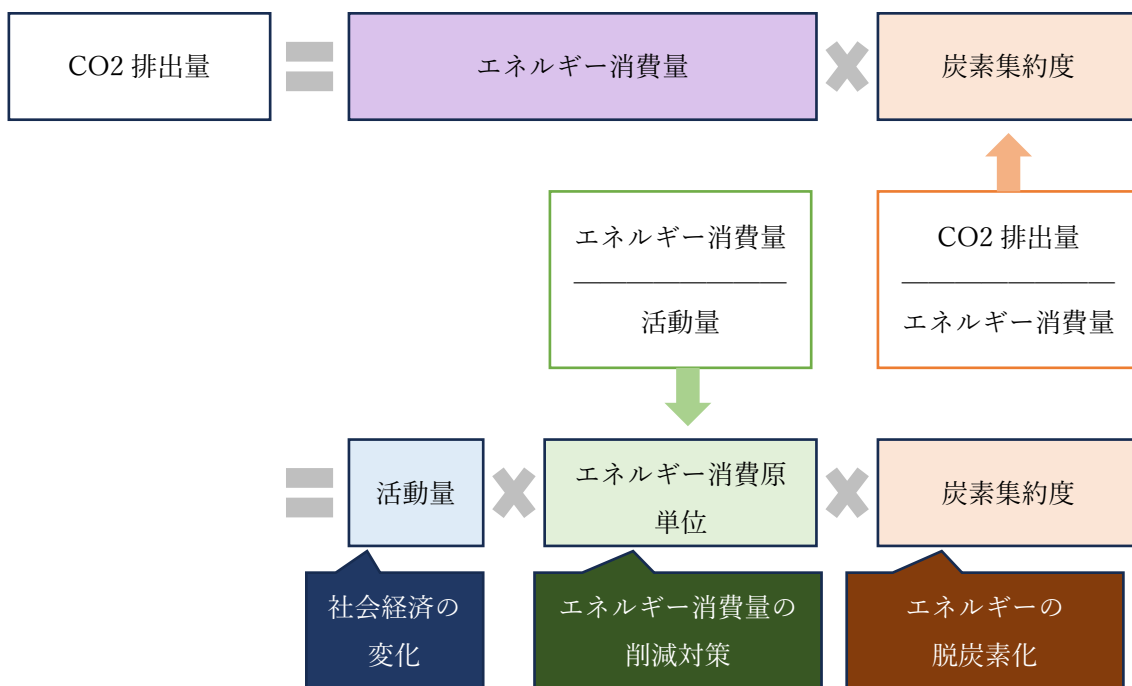 CO2 排出量
エネルギー消費量
炭素集約度
エネルギー消費量
活動量
CO2 排出量
エネルギー消費量
活動量
エネルギー消費原
単位
炭素集約度
社会経済の
変化
エネルギー消費量の
削減対策
エネルギーの
脱炭素化